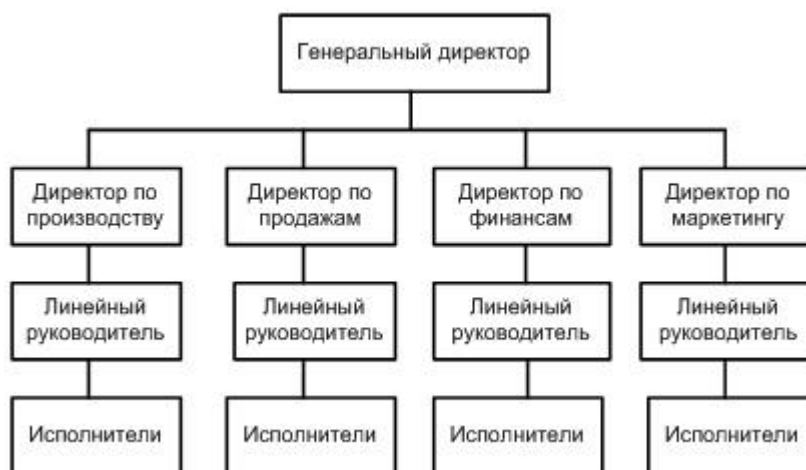 Генеральный директор
Директор по
производству
Директор по
продажам
Директор по
финансам
Директор по
маркетингу
Линейный
руководитель
Линейный
руководитель
Линейный
руководитель
Линейный
руководитель
Исполнители
Исполнители
Исполнители
Исполнители